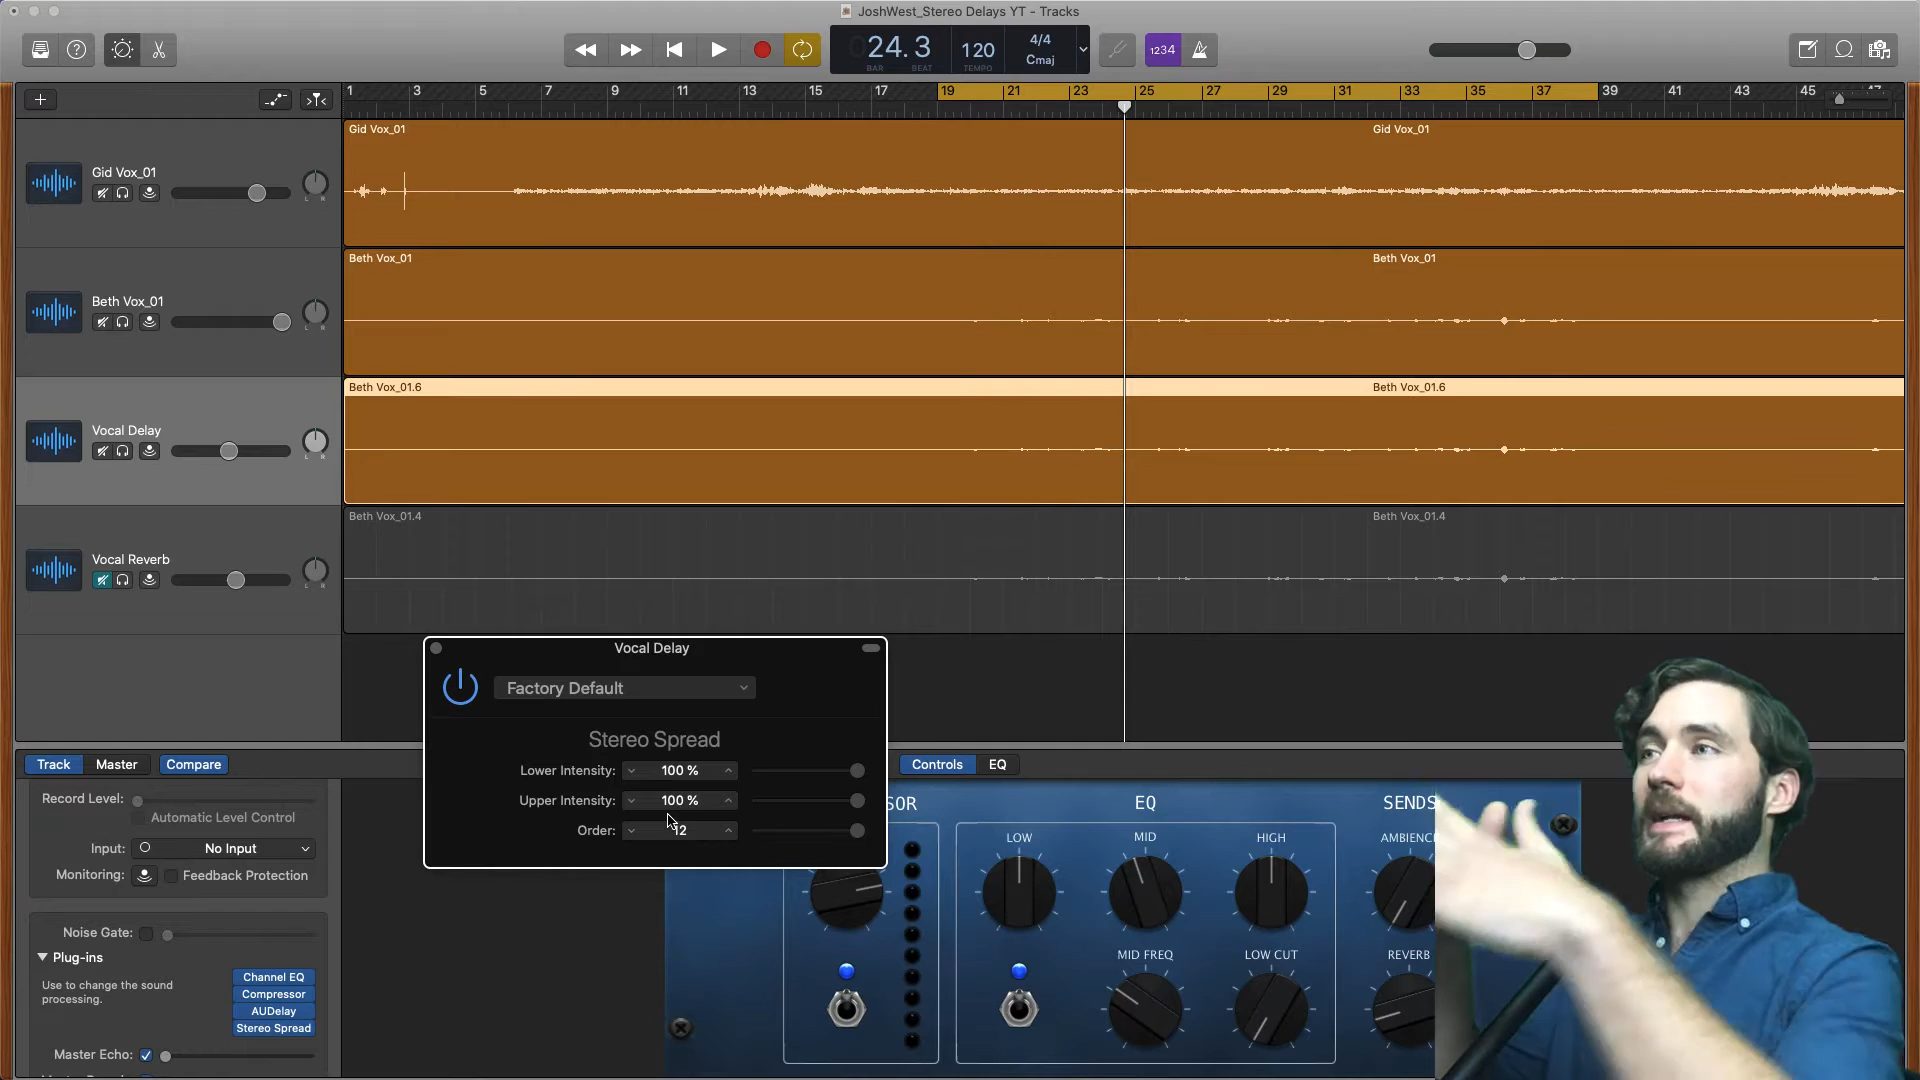 JoshWest_Stereo Delays YT - Tracks
24.3
BAR
BEAT
120
TEMPO
4/4
Cmaj
1234
1 3 5 7 9 11 13 15 17 19 21 23 25 27 29 31 33 35 37 39 41 43 45 47
Gid Vox_01
L R
Gid Vox_01
Gid Vox_01
Beth Vox_01
L R
Beth Vox_01
Beth Vox_01
Vocal Delay
L R
Beth Vox_01.6
Beth Vox_01.6
Vocal Reverb
L R
Beth Vox_01.4
Beth Vox_01.4
Vocal Delay
Factory Default
Stereo Spread
Lower Intensity: 100 %
Upper Intensity: 100 %
Order: 12
Track Master Compare
Controls EQ
Record Level:
Automatic Level Control
Input: No Input
Monitoring: Feedback Protection
Noise Gate:
Plug-ins
Use to change the sound
processing.
Channel EQ
Compressor
AUDelay
Stereo Spread
Master Echo:
SOR
EQ
SENDS
LOW MID HIGH
MID FREQ LOW CUT
AMBIENC
REVERB